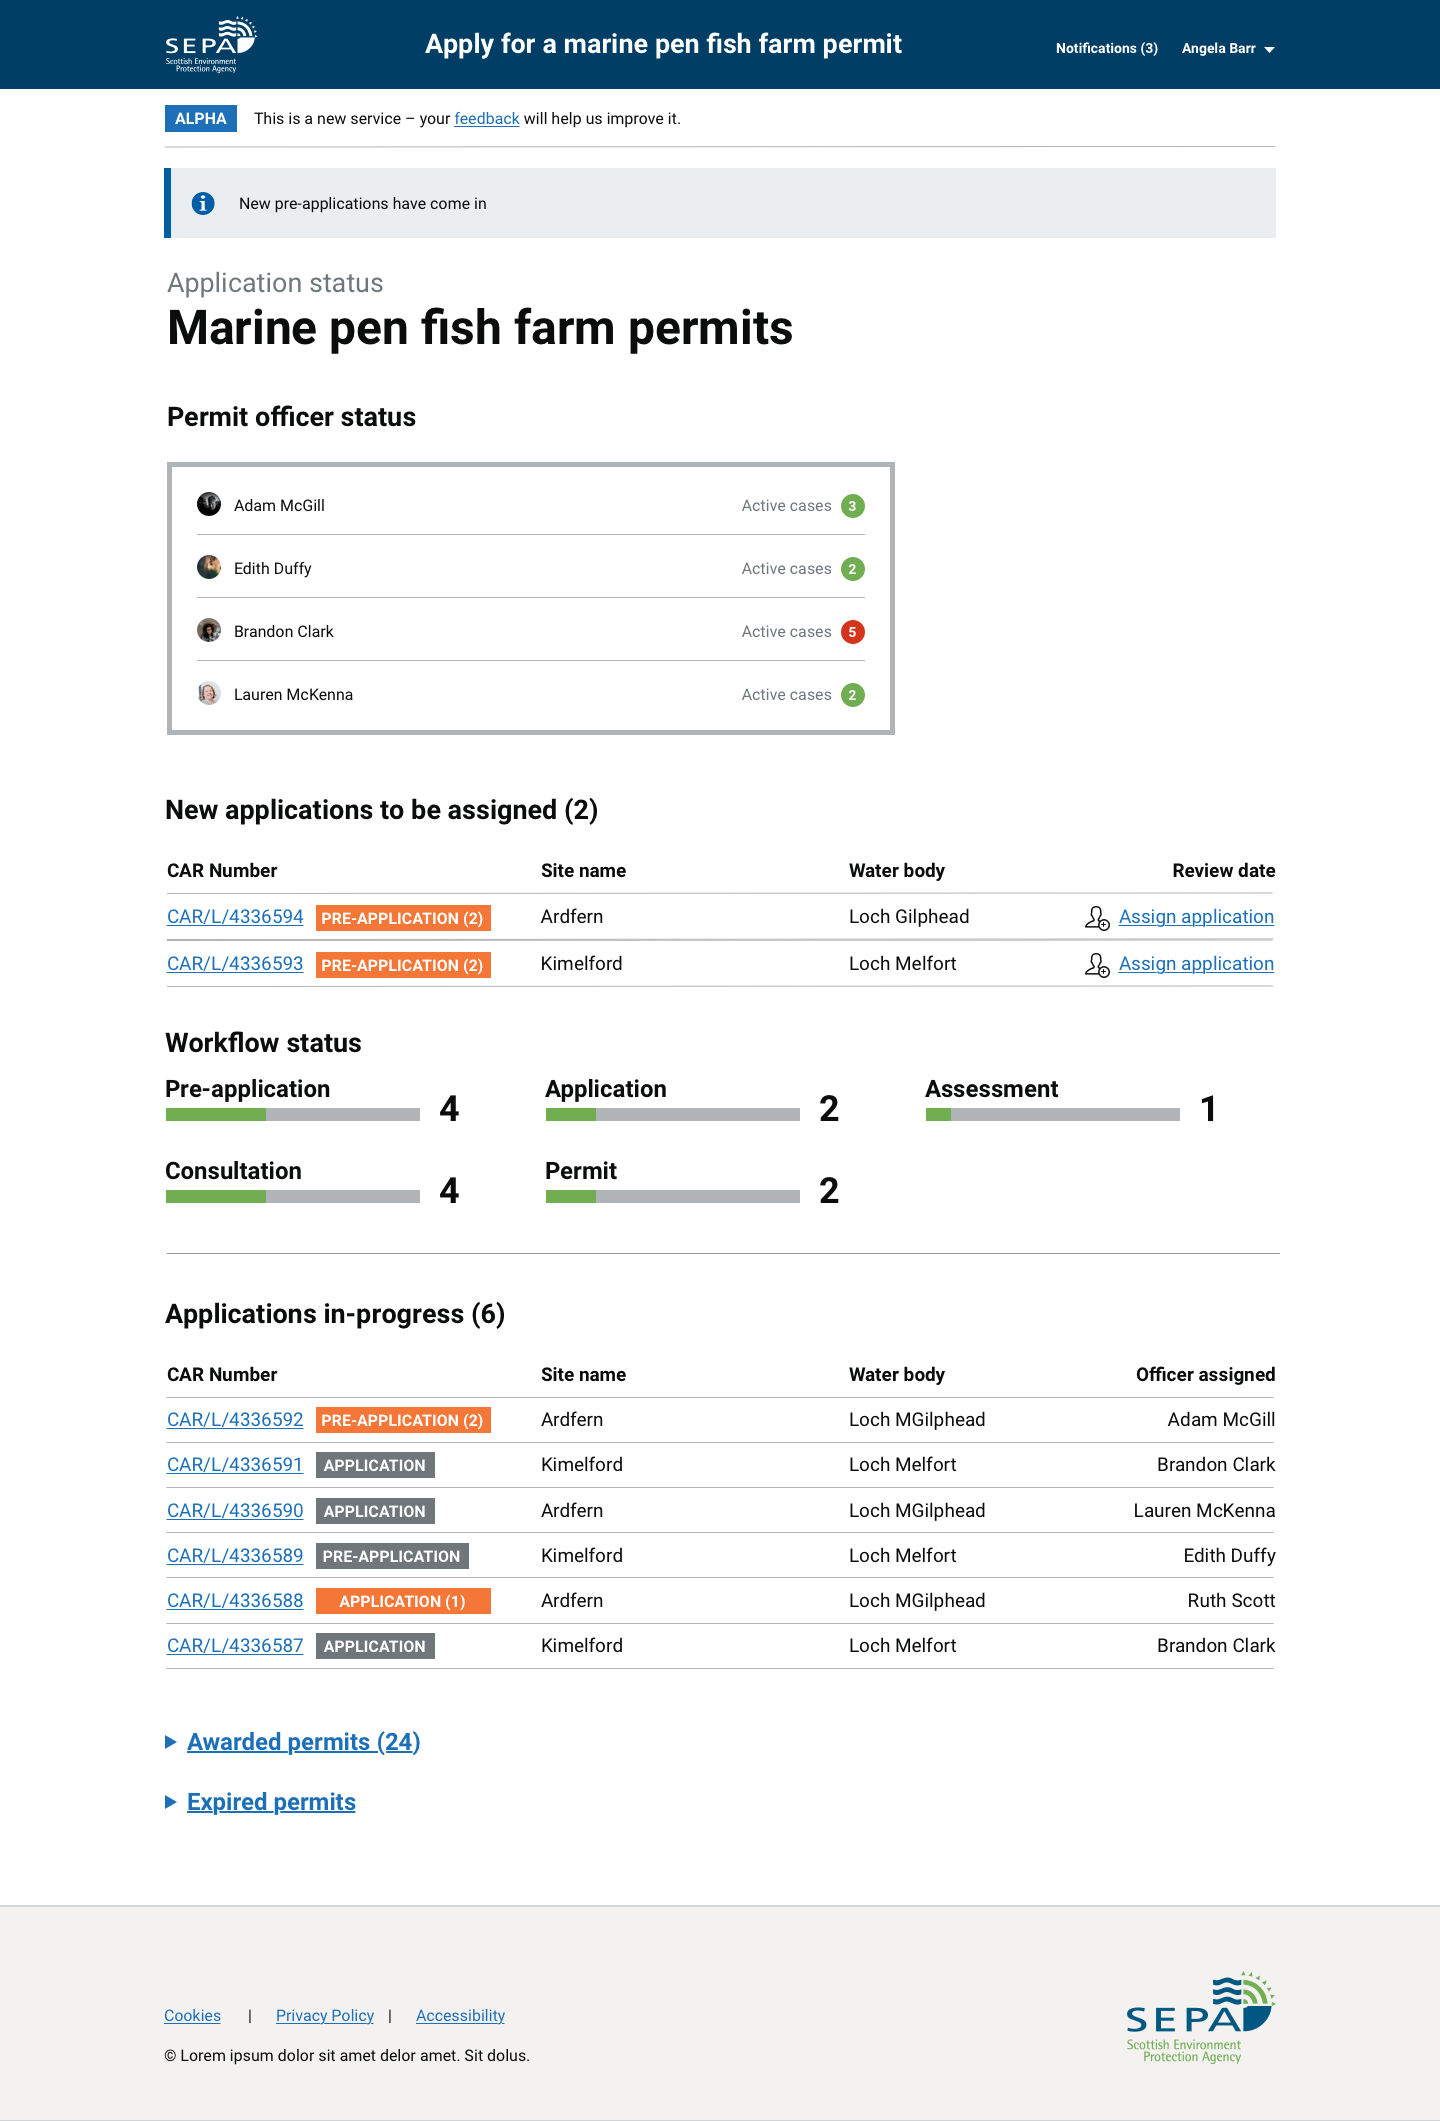 SEPA
Scottish Environment
Protection Agency
Apply for a marine pen fish farm permit
Notifications (3) Angela Barr
ALPHA This is a new service – your feedback will help us improve it.
New pre-applications have come in
Application status
Marine pen fish farm permits
Permit officer status
Adam McGill Active cases 3
Edith Duffy Active cases 2
Brandon Clark Active cases 5
Lauren McKenna Active cases 2
New applications to be assigned (2)
CAR Number Site name Water body Review date
CAR/L/4336594 PRE-APPLICATION (2) Ardfern Loch Gilphead Assign application
CAR/L/4336593 PRE-APPLICATION (2) Kimelford Loch Melfort Assign application
Workflow status
Pre-application 4 Application 2 Assessment 1
Consultation 4 Permit 2
Applications in-progress (6)
CAR Number Site name Water body Officer assigned
CAR/L/4336592 PRE-APPLICATION (2) Ardfern Loch MGilphead Adam McGill
CAR/L/4336591 APPLICATION Kimelford Loch Melfort Brandon Clark
CAR/L/4336590 APPLICATION Ardfern Loch MGilphead Lauren McKenna
CAR/L/4336589 PRE-APPLICATION Kimelford Loch Melfort Edith Duffy
CAR/L/4336588 APPLICATION (1) Ardfern Loch MGilphead Ruth Scott
CAR/L/4336587 APPLICATION Kimelford Loch Melfort Brandon Clark
Awarded permits (24)
Expired permits
Cookies | Privacy Policy | Accessibility
© Lorem ipsum dolor sit amet delor amet. Sit dolus.
SEPA
Scottish Environment
Protection Agency